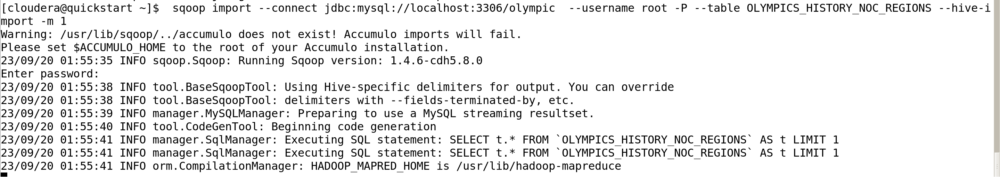 [cloudera@quickstart ~]$  sqoop import --connect jdbc:mysql://localhost:3306/olympic  --username root -P --table OLYMPICS_HISTORY_NOC_REGIONS --hive-i
mport -m 1
Warning: /usr/lib/sqoop/../accumulo does not exist! Accumulo imports will fail.
Please set $ACCUMULO_HOME to the root of your Accumulo installation.
23/09/20 01:55:35 INFO sqoop.Sqoop: Running Sqoop version: 1.4.6-cdh5.8.0
Enter password:
23/09/20 01:55:38 INFO tool.BaseSqoopTool: Using Hive-specific delimiters for output. You can override
23/09/20 01:55:38 INFO tool.BaseSqoopTool: delimiters with --fields-terminated-by, etc.
23/09/20 01:55:39 INFO manager.MySQLManager: Preparing to use a MySQL streaming resultset.
23/09/20 01:55:40 INFO tool.CodeGenTool: Beginning code generation
23/09/20 01:55:41 INFO manager.SqlManager: Executing SQL statement: SELECT t.* FROM `OLYMPICS_HISTORY_NOC_REGIONS` AS t LIMIT 1
23/09/20 01:55:41 INFO manager.SqlManager: Executing SQL statement: SELECT t.* FROM `OLYMPICS_HISTORY_NOC_REGIONS` AS t LIMIT 1
23/09/20 01:55:41 INFO orm.CompilationManager: HADOOP_MAPRED_HOME is /usr/lib/hadoop-mapreduce